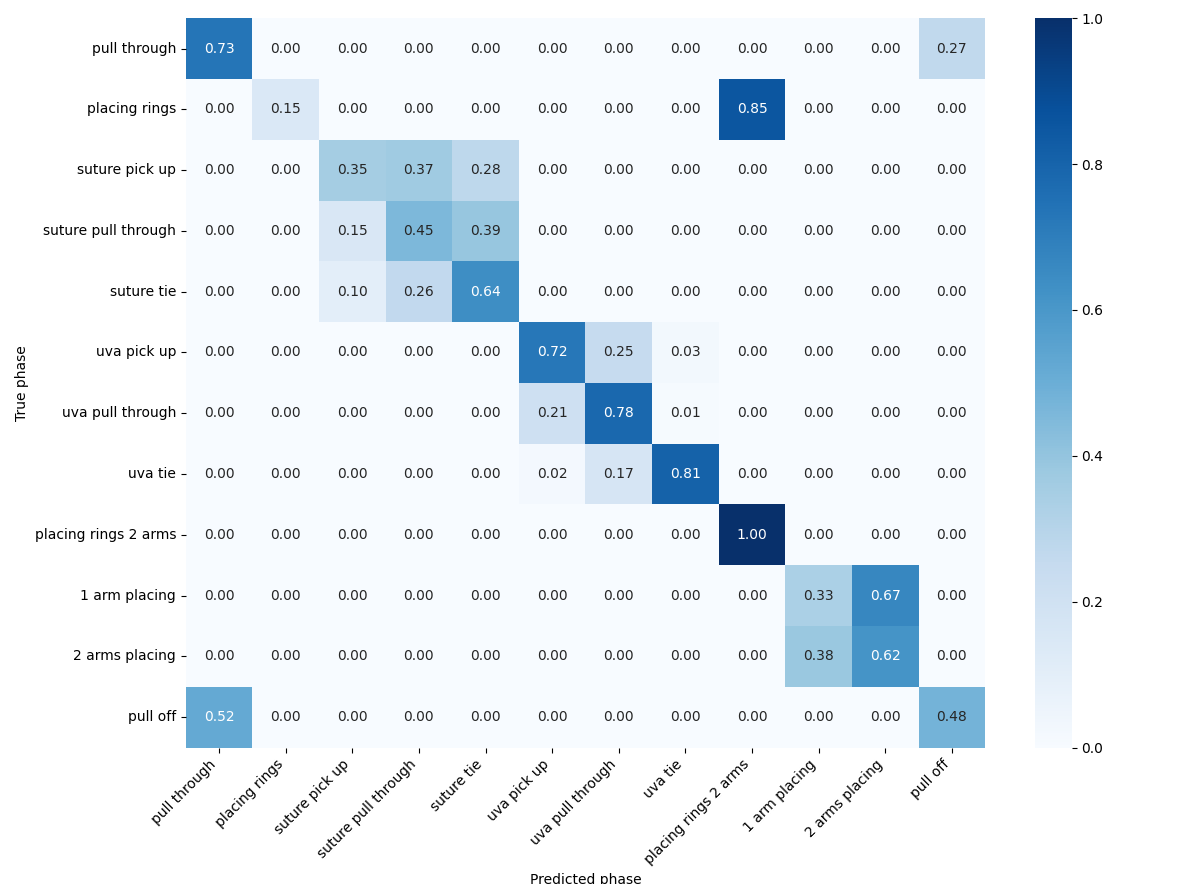 pull through 0.73 0.00 0.00 0.00 0.00 0.00 0.00 0.00 0.00 0.00 0.00 0.27
placing rings 0.00 0.15 0.00 0.00 0.00 0.00 0.00 0.00 0.85 0.00 0.00 0.00
suture pick up 0.00 0.00 0.35 0.37 0.28 0.00 0.00 0.00 0.00 0.00 0.00 0.00
suture pull through 0.00 0.00 0.15 0.45 0.39 0.00 0.00 0.00 0.00 0.00 0.00 0.00
suture tie 0.00 0.00 0.10 0.26 0.64 0.00 0.00 0.00 0.00 0.00 0.00 0.00
uva pick up 0.00 0.00 0.00 0.00 0.00 0.72 0.25 0.03 0.00 0.00 0.00 0.00
uva pull through 0.00 0.00 0.00 0.00 0.00 0.21 0.78 0.01 0.00 0.00 0.00 0.00
uva tie 0.00 0.00 0.00 0.00 0.00 0.02 0.17 0.81 0.00 0.00 0.00 0.00
placing rings 2 arms 0.00 0.00 0.00 0.00 0.00 0.00 0.00 0.00 1.00 0.00 0.00 0.00
1 arm placing 0.00 0.00 0.00 0.00 0.00 0.00 0.00 0.00 0.00 0.33 0.67 0.00
2 arms placing 0.00 0.00 0.00 0.00 0.00 0.00 0.00 0.00 0.00 0.38 0.62 0.00
pull off 0.52 0.00 0.00 0.00 0.00 0.00 0.00 0.00 0.00 0.00 0.00 0.48
True phase
pull through
placing rings
suture pick up
suture pull through
suture tie
uva pick up
uva pull through
uva tie
placing rings 2 arms
1 arm placing
2 arms placing
pull off
Predicted phase
1.0
0.8
0.6
0.4
0.2
0.0